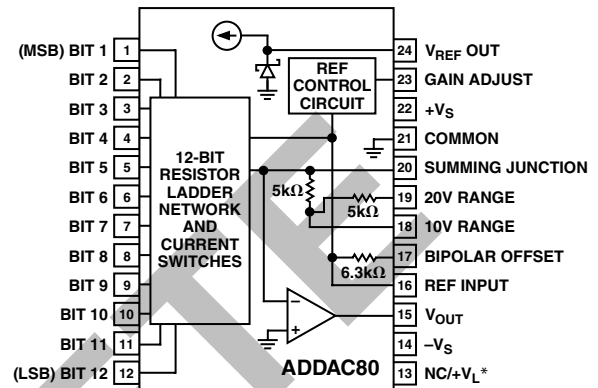 (MSB) BIT 1 1
BIT 2 2
BIT 3 3
BIT 4 4
BIT 5 5
BIT 6 6
BIT 7 7
BIT 8 8
BIT 9 9
BIT 10 10
BIT 11 11
(LSB) BIT 12 12
12-BIT
RESISTOR
LADDER
NETWORK
AND
CURRENT
SWITCHES
REF
CONTROL
CIRCUIT
5kΩ
5kΩ
6.3kΩ
ADDAC80
24 VREF OUT
23 GAIN ADJUST
22 +VS
21 COMMON
20 SUMMING JUNCTION
19 20V RANGE
18 10V RANGE
17 BIPOLAR OFFSET
16 REF INPUT
15 VOUT
14 –VS
13 NC/+VL*